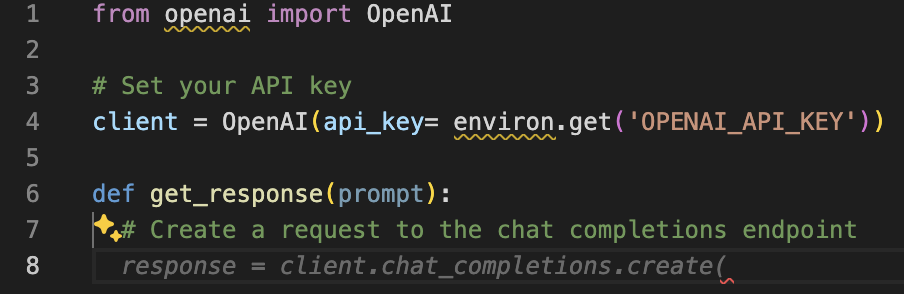 1 from openai import OpenAI
2
3 # Set your API key
4 client = OpenAI(api_key= environ.get('OPENAI_API_KEY'))
5
6 def get_response(prompt):
7 # Create a request to the chat completions endpoint
8 response = client.chat_completions.create(